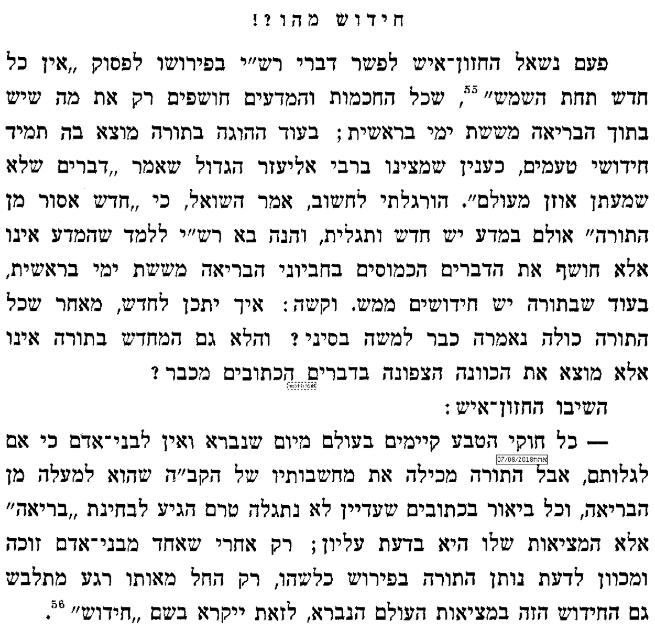 חידוש מהו?!
פעם נשאל החזון־איש לפשר דברי רש״י בפירושו לפסוק „אין כל
חדש תחת השמש״ 55, שכל החכמות והמדעים חושפים רק את מה שיש
בתוך הבריאה מששת ימי בראשית; בעוד ההוגה בתורה מוצא בה תמיד
חידושי טעמים, כענין שמצינו ברבי אליעזר הגדול שאמר „דברים שלא
שמעתן אוזן מעולם״. הורגלתי לחשוב, אמר השואל, כי „חדש אסור מן
התורה״ אולם במדע יש חדש ותגלית, והנה בא רש״י ללמד שהמדע אינו
אלא חושף את הדברים הכמוסים בחביוני הבריאה מששת ימי בראשית,
בעוד שבתורה יש חידושים ממש. וקשה: איך יתכן לחדש, מאחר שכל
התורה כולה נאמרה כבר למשה בסיני? והלא גם המחדש בתורה אינו
אלא מוצא את הכוונה הצפונה בדברים הכתובים מכבר?
השיבו החזון־איש:
— כל חוקי הטבע קיימים בעולם מיום שנברא ואין לבני־אדם כי אם
07/08/2018
לגלותם, אבל התורה מכילה את מחשבותיו של הקב״ה שהוא למעלה מן
הבריאה, וכל ביאור בכתובים שעדיין לא נתגלה טרם הגיע לבחינת „בריאה״
אלא המציאות שלו היא בדעת עליון; רק אחרי שאחד מבני־אדם זוכה
ומכוון לדעת נותן התורה בפירוש כלשהו, רק החל מאותו רגע מתלבש
גם החידוש הזה במציאות העולם הנברא, לזאת ייקרא בשם „חידוש״ 56.